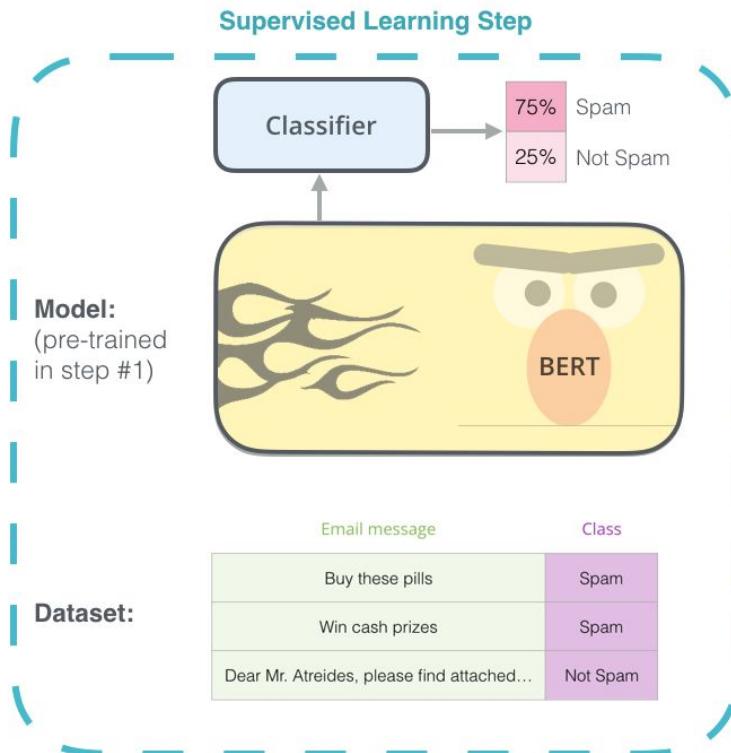 Supervised Learning Step
Classifier
75% Spam
25% Not Spam
Model:
(pre-trained
in step #1)
BERT
Email message Class
Buy these pills Spam
Dataset:
Win cash prizes Spam
Dear Mr. Atreides, please find attached... Not Spam